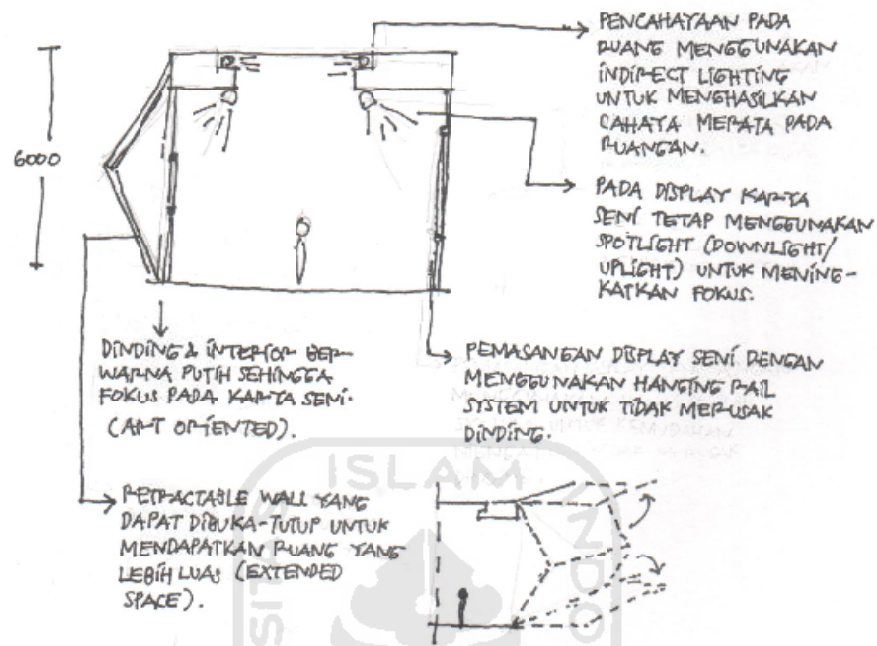 PENCAHAYAAN PADA
RUANG MENGGUNAKAN
INDIRECT LIGHTING
UNTUK MENGHASILKAN
CAHAYA MERATA PADA
RUANGAN.
6000
PADA DISPLAY KARYA
SENI TETAP MENGGUNAKAN
SPOTLIGHT (DOWNLIGHT/
UPLIGHT) UNTUK MENING-
KATKAN FOKUS.
DINDING & INTERIOR BER-
WARNA PUTIH SEHINGGA
FOKUS PADA KARYA SENI.
(ART ORIENTED).
PEMASANGAN DISPLAY SENI DENGAN
MENGGUNAKAN HANGING RAIL
SYSTEM UNTUK TIDAK MERUSAK
DINDING.
RETRACTABLE WALL YANG
DAPAT DIBUKA-TUTUP UNTUK
MENDAPATKAN RUANG YANG
LEBIH LUAS (EXTENDED
SPACE).
ISLAM
SITAS
INDO